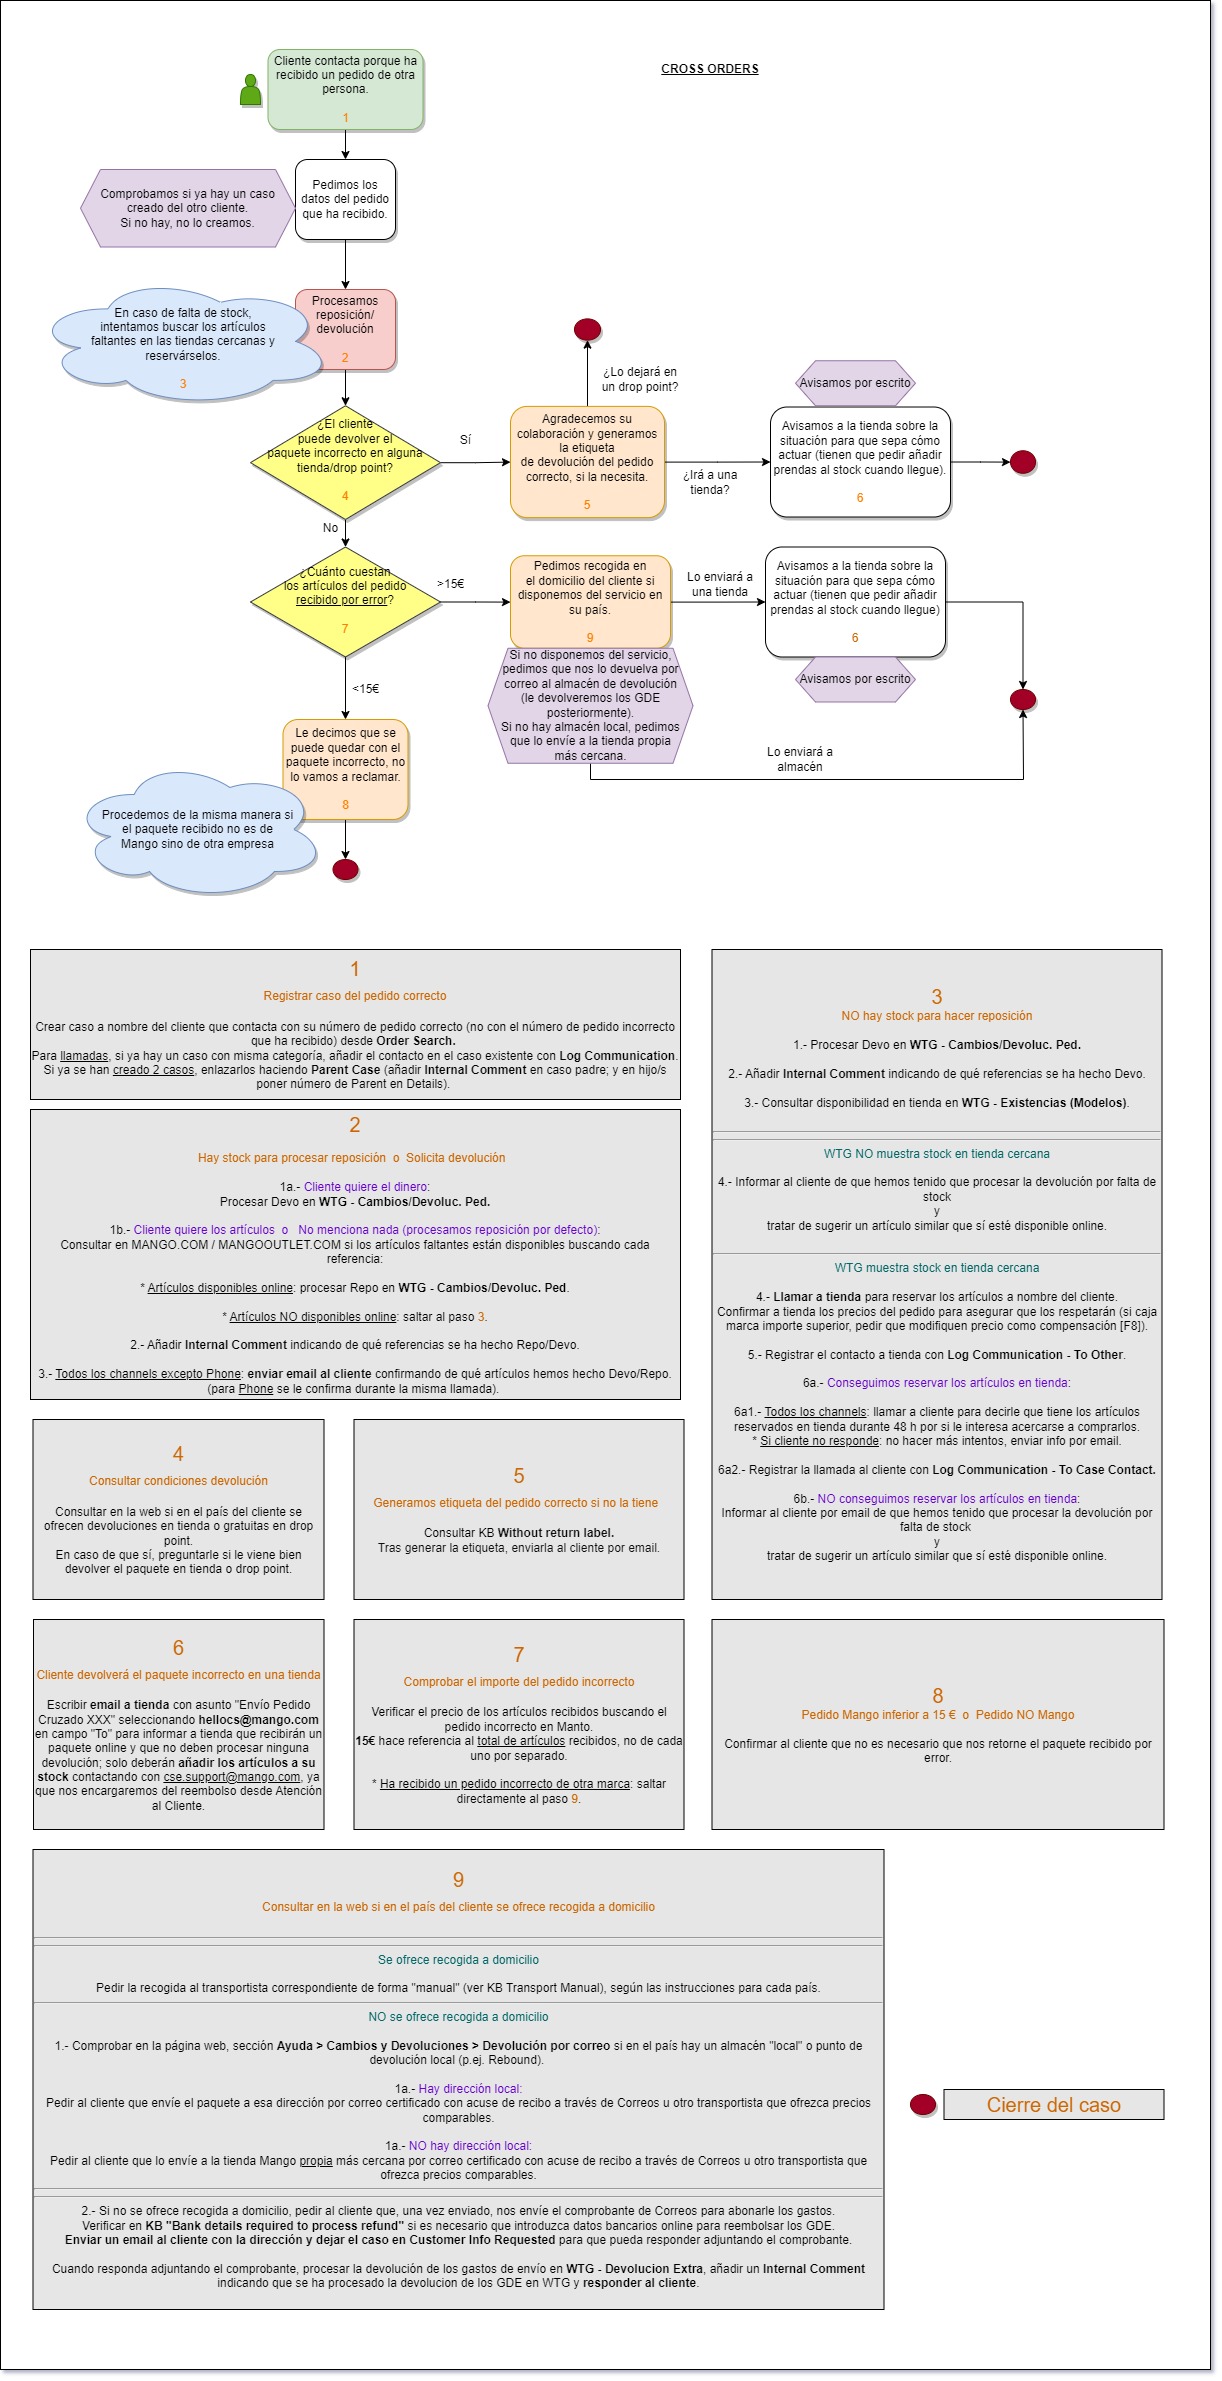 CROSS ORDERS
Cliente contacta porque ha
recibido un pedido de otra
persona.
1
Pedimos los
datos del pedido
que ha recibido.
Comprobamos si ya hay un caso
creado del otro cliente.
Si no hay, no lo creamos.
Procesamos
reposición/
devolución
2
En caso de falta de stock,
intentamos buscar los artículos
faltantes en las tiendas cercanas y
reservárselos.
3
¿El cliente
puede devolver el
paquete incorrecto en alguna
tienda/drop point?
4
Sí
No
Agradecemos su
colaboración y generamos
la etiqueta
de devolución del pedido
correcto, si la necesita.
5
¿Lo dejará en
un drop point?
¿Irá a una
tienda?
Avisamos por escrito
Avisamos a la tienda sobre la
situación para que sepa cómo
actuar (tienen que pedir añadir
prendas al stock cuando llegue).
6
¿Cuánto cuestan
los artículos del pedido
recibido por error?
7
>15€
<15€
Pedimos recogida en
el domicilio del cliente si
disponemos del servicio en
su país.
9
Si no disponemos del servicio,
pedimos que nos lo devuelva por
correo al almacén de devolución
(le devolveremos los GDE
posteriormente).
Si no hay almacén local, pedimos
que lo envíe a la tienda propia
más cercana.
Lo enviará a
una tienda
Avisamos a la tienda sobre la
situación para que sepa cómo
actuar (tienen que pedir añadir
prendas al stock cuando llegue)
6
Avisamos por escrito
Lo enviará a
almacén
Le decimos que se
puede quedar con el
paquete incorrecto, no
lo vamos a reclamar.
8
Procedemos de la misma manera si
el paquete recibido no es de
Mango sino de otra empresa
1
Registrar caso del pedido correcto
Crear caso a nombre del cliente que contacta con su número de pedido correcto (no con el número de pedido incorrecto
que ha recibido) desde Order Search.
Para llamadas, si ya hay un caso con misma categoría, añadir el contacto en el caso existente con Log Communication.
Si ya se han creado 2 casos, enlazarlos haciendo Parent Case (añadir Internal Comment en caso padre; y en hijo/s
poner número de Parent en Details).
2
Hay stock para procesar reposición o Solicita devolución
1a.- Cliente quiere el dinero:
Procesar Devo en WTG - Cambios/Devoluc. Ped.
1b.- Cliente quiere los artículos o No menciona nada (procesamos reposición por defecto):
Consultar en MANGO.COM / MANGOOUTLET.COM si los artículos faltantes están disponibles buscando cada
referencia:
* Artículos disponibles online: procesar Repo en WTG - Cambios/Devoluc. Ped.
* Artículos NO disponibles online: saltar al paso 3.
2.- Añadir Internal Comment indicando de qué referencias se ha hecho Repo/Devo.
3.- Todos los channels excepto Phone: enviar email al cliente confirmando de qué artículos hemos hecho Devo/Repo.
(para Phone se le confirma durante la misma llamada).
3
NO hay stock para hacer reposición
1.- Procesar Devo en WTG - Cambios/Devoluc. Ped.
2.- Añadir Internal Comment indicando de qué referencias se ha hecho Devo.
3.- Consultar disponibilidad en tienda en WTG - Existencias (Modelos).
WTG NO muestra stock en tienda cercana
4.- Informar al cliente de que hemos tenido que procesar la devolución por falta de
stock
y
tratar de sugerir un artículo similar que sí esté disponible online.
WTG muestra stock en tienda cercana
4.- Llamar a tienda para reservar los artículos a nombre del cliente.
Confirmar a tienda los precios del pedido para asegurar que los respetarán (si caja
marca importe superior, pedir que modifiquen precio como compensación [F8]).
5.- Registrar el contacto a tienda con Log Communication - To Other.
6a.- Conseguimos reservar los artículos en tienda:
6a1.- Todos los channels: llamar a cliente para decirle que tiene los artículos
reservados en tienda durante 48 h por si le interesa acercarse a comprarlos.
* Si cliente no responde: no hacer más intentos, enviar info por email.
6a2.- Registrar la llamada al cliente con Log Communication - To Case Contact.
6b.- NO conseguimos reservar los artículos en tienda:
Informar al cliente por email de que hemos tenido que procesar la devolución por
falta de stock
y
tratar de sugerir un artículo similar que sí esté disponible online.
4
Consultar condiciones devolución
Consultar en la web si en el país del cliente se
ofrecen devoluciones en tienda o gratuitas en drop
point.
En caso de que sí, preguntarle si le viene bien
devolver el paquete en tienda o drop point.
5
Generamos etiqueta del pedido correcto si no la tiene
Consultar KB Without return label.
Tras generar la etiqueta, enviarla al cliente por email.
6
Cliente devolverá el paquete incorrecto en una tienda
Escribir email a tienda con asunto "Envío Pedido
Cruzado XXX" seleccionando hellocs@mango.com
en campo "To" para informar a tienda que recibirán un
paquete online y que no deben procesar ninguna
devolución; solo deberán añadir los artículos a su
stock contactando con cse.support@mango.com, ya
que nos encargaremos del reembolso desde Atención
al Cliente.
7
Comprobar el importe del pedido incorrecto
Verificar el precio de los artículos recibidos buscando el
pedido incorrecto en Manto.
15€ hace referencia al total de artículos recibidos, no de cada
uno por separado.
* Ha recibido un pedido incorrecto de otra marca: saltar
directamente al paso 9.
8
Pedido Mango inferior a 15 € o Pedido NO Mango
Confirmar al cliente que no es necesario que nos retorne el paquete recibido por
error.
9
Consultar en la web si en el país del cliente se ofrece recogida a domicilio
Se ofrece recogida a domicilio
Pedir la recogida al transportista correspondiente de forma "manual" (ver KB Transport Manual), según las instrucciones para cada país.
NO se ofrece recogida a domicilio
1.- Comprobar en la página web, sección Ayuda > Cambios y Devoluciones > Devolución por correo si en el país hay un almacén "local" o punto de
devolución local (p.ej. Rebound).
1a.- Hay dirección local:
Pedir al cliente que envíe el paquete a esa dirección por correo certificado con acuse de recibo a través de Correos u otro transportista que ofrezca precios
comparables.
1a.- NO hay dirección local:
Pedir al cliente que lo envíe a la tienda Mango propia más cercana por correo certificado con acuse de recibo a través de Correos u otro transportista que
ofrezca precios comparables.
2.- Si no se ofrece recogida a domicilio, pedir al cliente que, una vez enviado, nos envíe el comprobante de Correos para abonarle los gastos.
Verificar en KB "Bank details required to process refund" si es necesario que introduzca datos bancarios online para reembolsar los GDE.
Enviar un email al cliente con la dirección y dejar el caso en Customer Info Requested para que pueda responder adjuntando el comprobante.
Cuando responda adjuntando el comprobante, procesar la devolución de los gastos de envío en WTG - Devolucion Extra, añadir un Internal Comment
indicando que se ha procesado la devolucion de los GDE en WTG y responder al cliente.
Cierre del caso